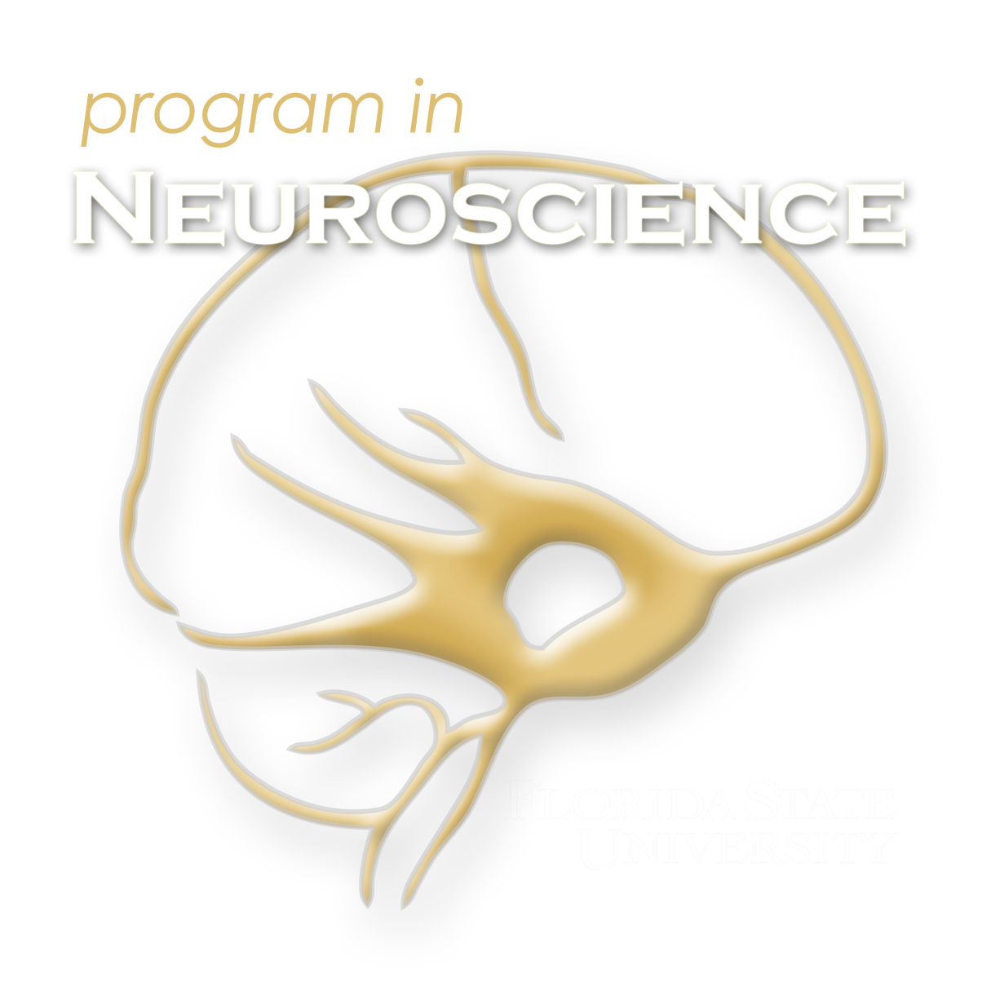 program in
NEUROSCIENCE
FLORIDA STATE
UNIVERSITY